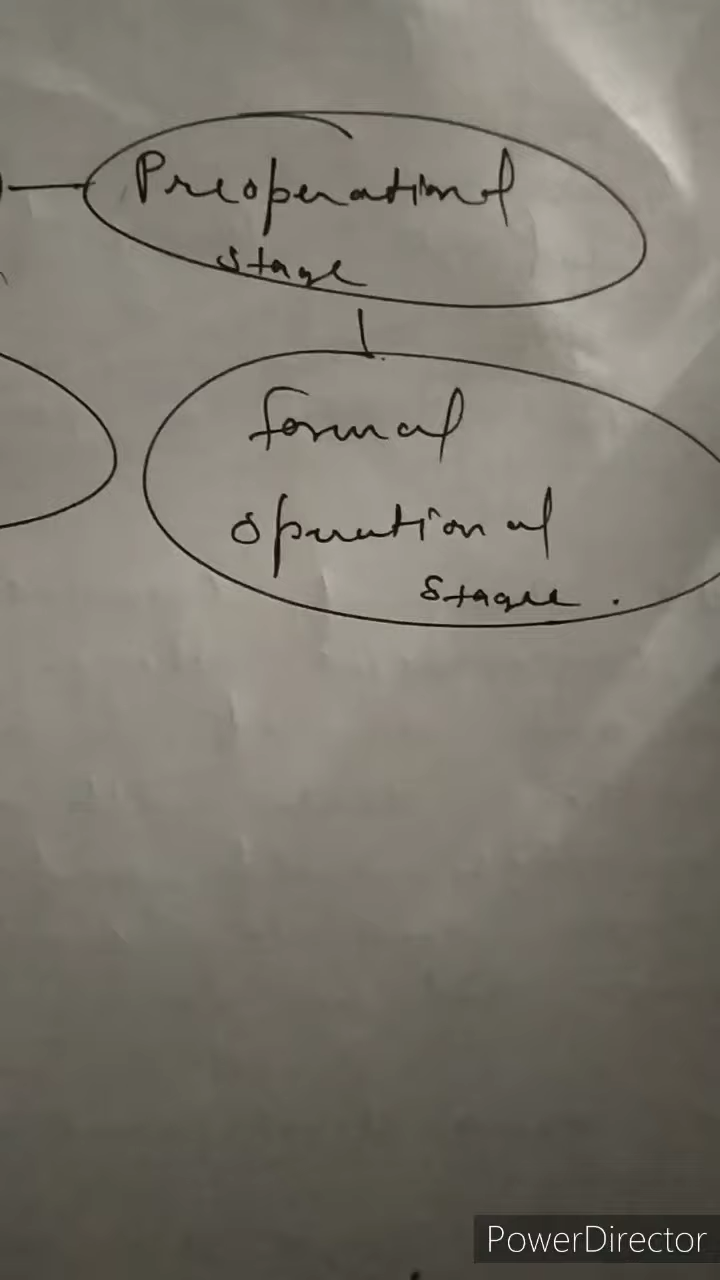 Preoperational
stage
formal
operational
stage.
PowerDirector